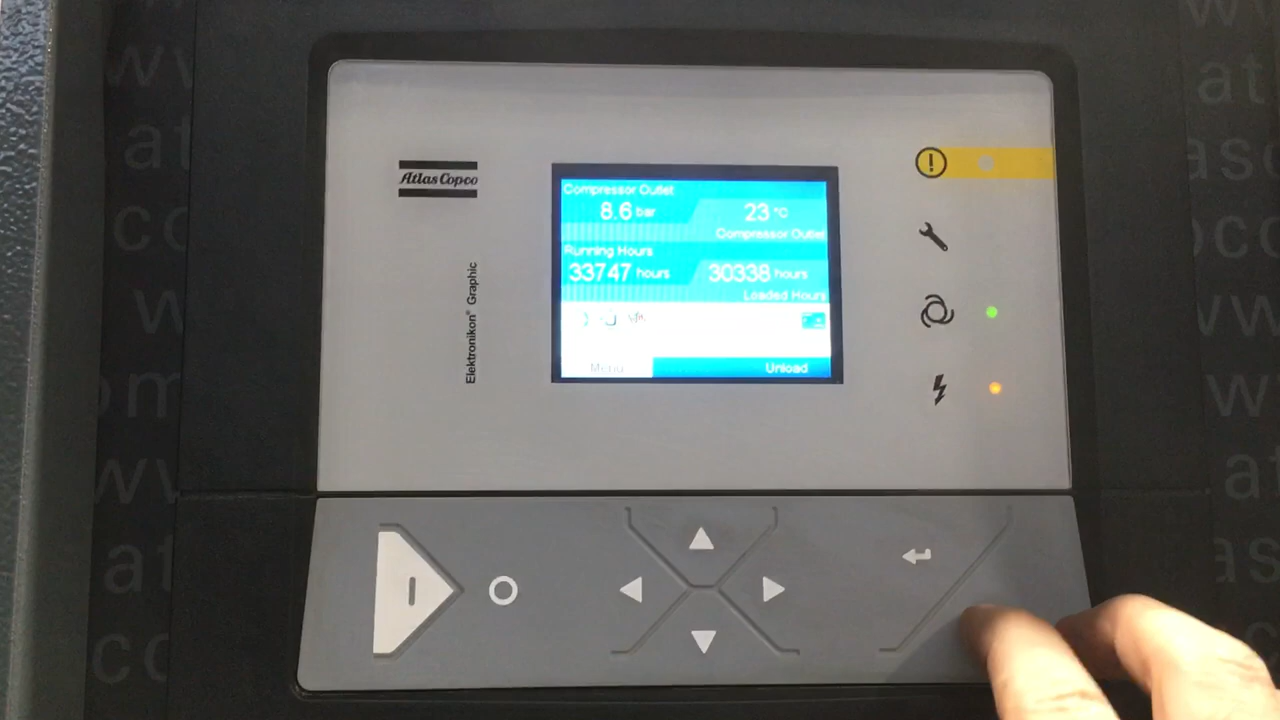 Atlas Copco
Elektronikon® Graphic
Compressor Outlet
8.6 bar
23 °C
Compressor Outlet
Running Hours
33747 hours
30338 hours
Loaded Hours
Menu
Unload